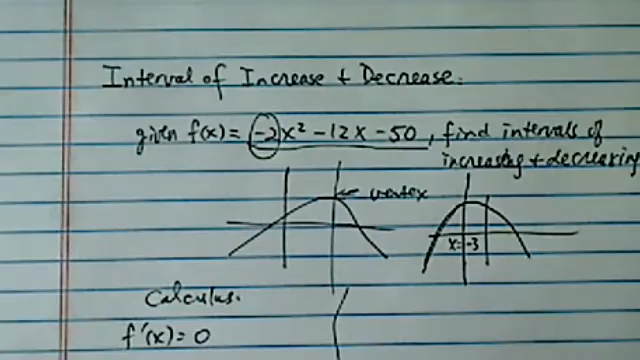 Interval of Increase + Decrease.
given f(x) = -2x² -12x -50, find intervals of
increasing + decreasing
vertex
x=-3
Calculus.
f'(x)= 0